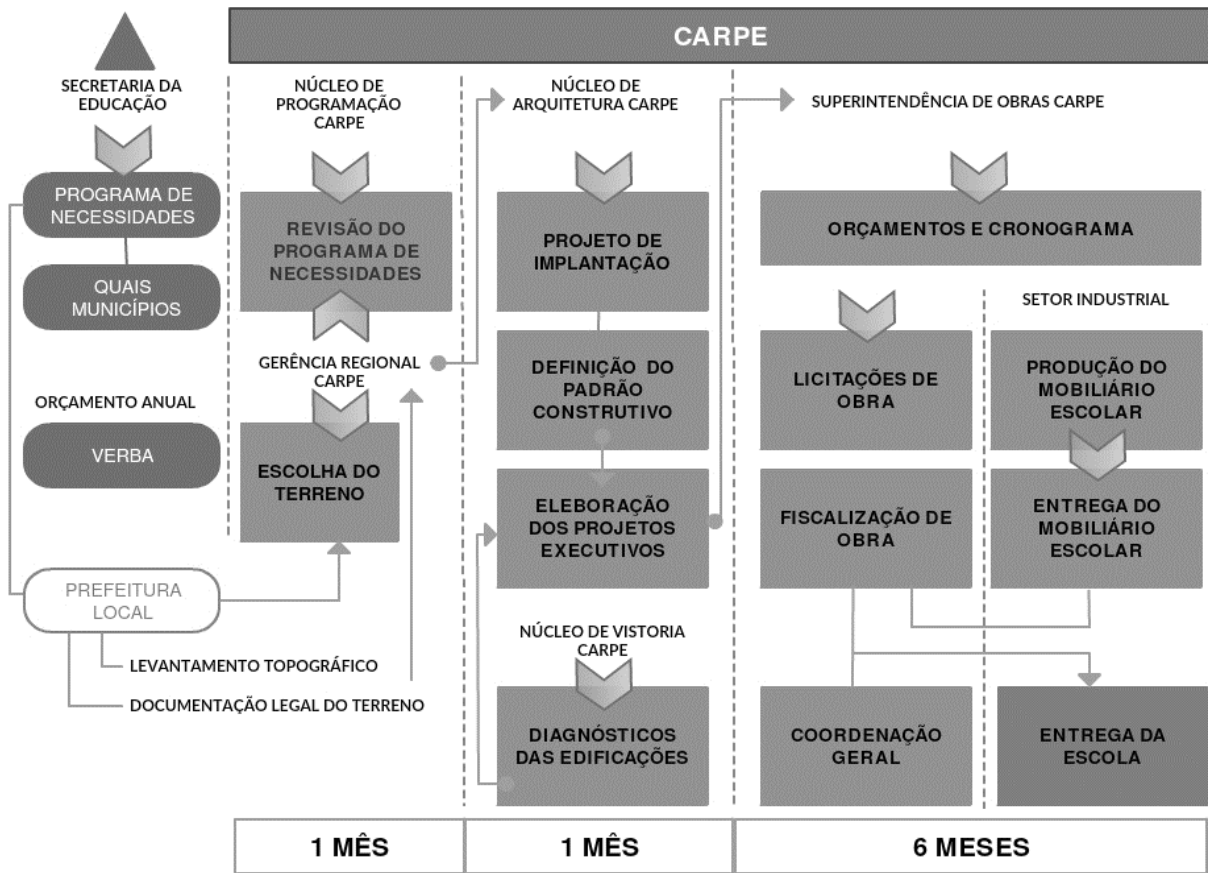 CARPE
SECRETARIA DA
EDUCAÇÃO
PROGRAMA DE
NECESSIDADES
QUAIS
MUNICÍPIOS
ORÇAMENTO ANUAL
VERBA
PREFEITURA
LOCAL
LEVANTAMENTO TOPOGRÁFICO
DOCUMENTAÇÃO LEGAL DO TERRENO
NÚCLEO DE
PROGRAMAÇÃO
CARPE
REVISÃO DO
PROGRAMA DE
NECESSIDADES
GERÊNCIA REGIONAL
CARPE
ESCOLHA DO
TERRENO
1 MÊS
NÚCLEO DE
ARQUITETURA CARPE
PROJETO DE
IMPLANTAÇÃO
DEFINIÇÃO DO
PADRÃO
CONSTRUTIVO
ELEBORAÇÃO
DOS PROJETOS
EXECUTIVOS
NÚCLEO DE VISTORIA
CARPE
DIAGNÓSTICOS
DAS EDIFICAÇÕES
1 MÊS
SUPERINTENDÊNCIA DE OBRAS CARPE
ORÇAMENTOS E CRONOGRAMA
LICITAÇÕES DE
OBRA
FISCALIZAÇÃO DE
OBRA
COORDENAÇÃO
GERAL
SETOR INDUSTRIAL
PRODUÇÃO DO
MOBILIÁRIO
ESCOLAR
ENTREGA DO
MOBILIÁRIO
ESCOLAR
ENTREGA DA
ESCOLA
6 MESES